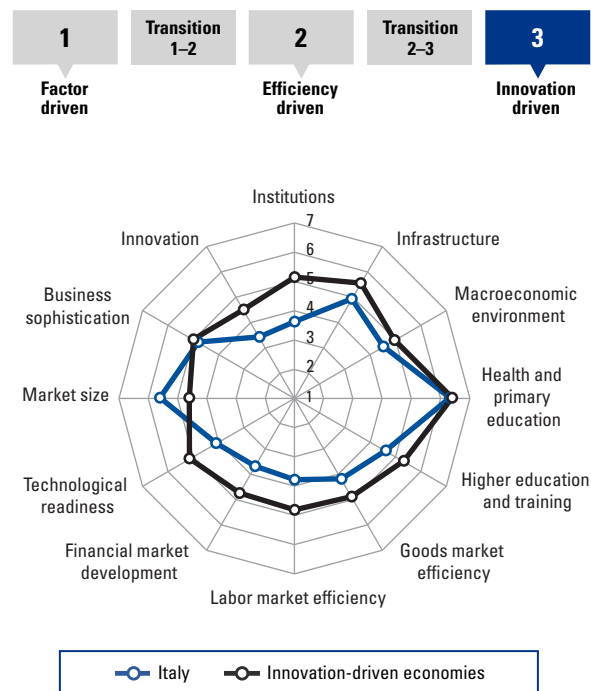 1
Transition
1–2
2
Transition
2–3
3
Factor
driven
Efficiency
driven
Innovation
driven
Institutions
7
Innovation
Infrastructure
6
5
Business
sophistication
Macroeconomic
environment
4
3
Market size
2
1
Health and
primary
education
Technological
readiness
Higher education
and training
Financial market
development
Goods market
efficiency
Labor market efficiency
Italy
Innovation-driven economies